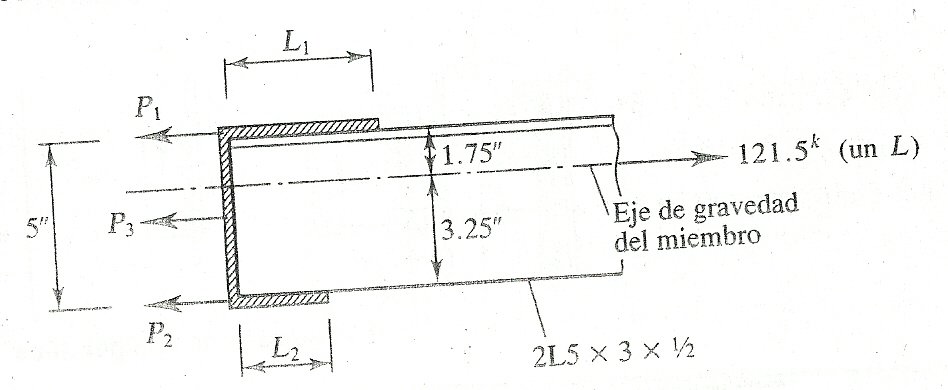 L₁
P₁
1.75″
121.5ᵏ (un L)
5″
P₃
3.25″
Eje de gravedad
del miembro
P₂
L₂
2L5 × 3 × ½